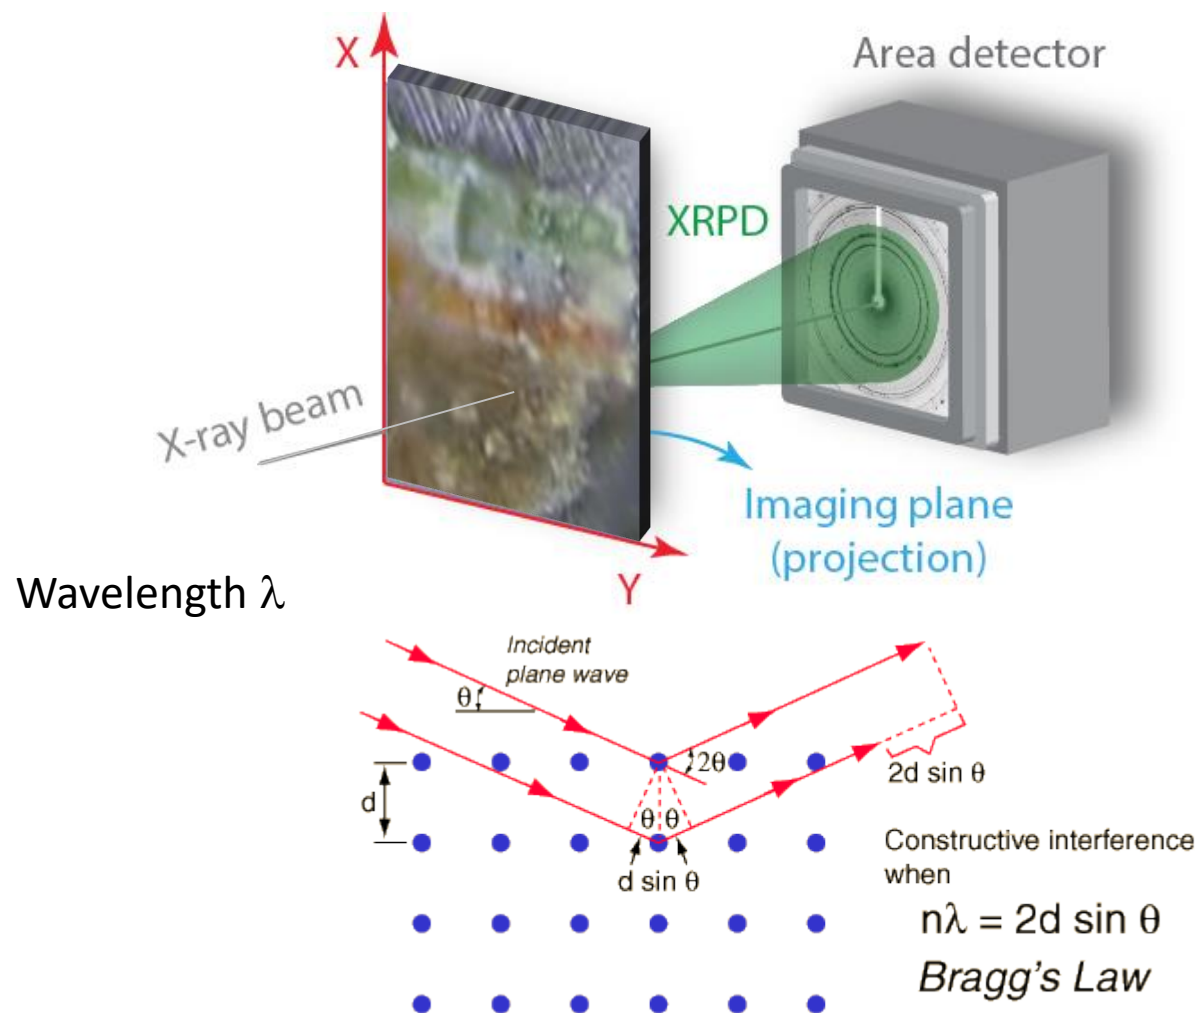 X
Area detector
XRPD
X-ray beam
Imaging plane
(projection)
Y
Wavelength λ
Incident
plane wave
θ
2θ
2d sin θ
d
θ θ
d sin θ
Constructive interference
when
nλ = 2d sin θ
Bragg's Law